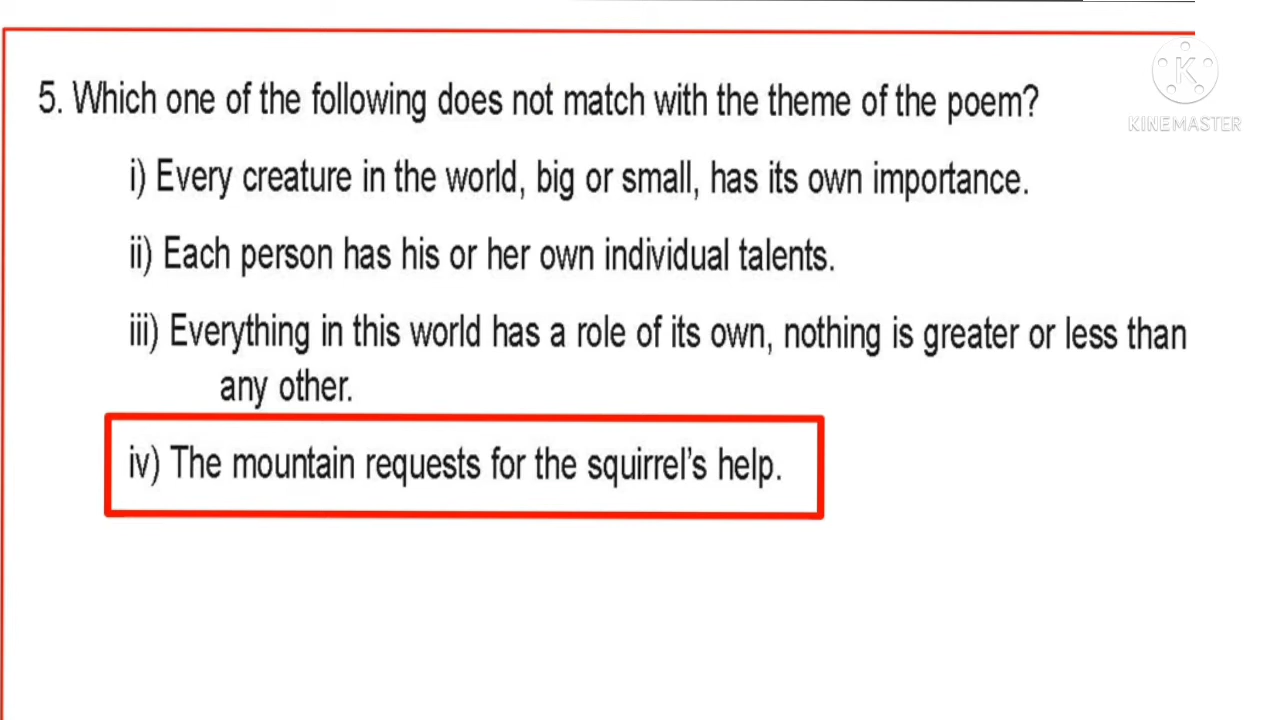 5. Which one of the following does not match with the theme of the poem?
i) Every creature in the world, big or small, has its own importance.
ii) Each person has his or her own individual talents.
iii) Everything in this world has a role of its own, nothing is greater or less than
any other.
iv) The mountain requests for the squirrel's help.
K
KINEMASTER